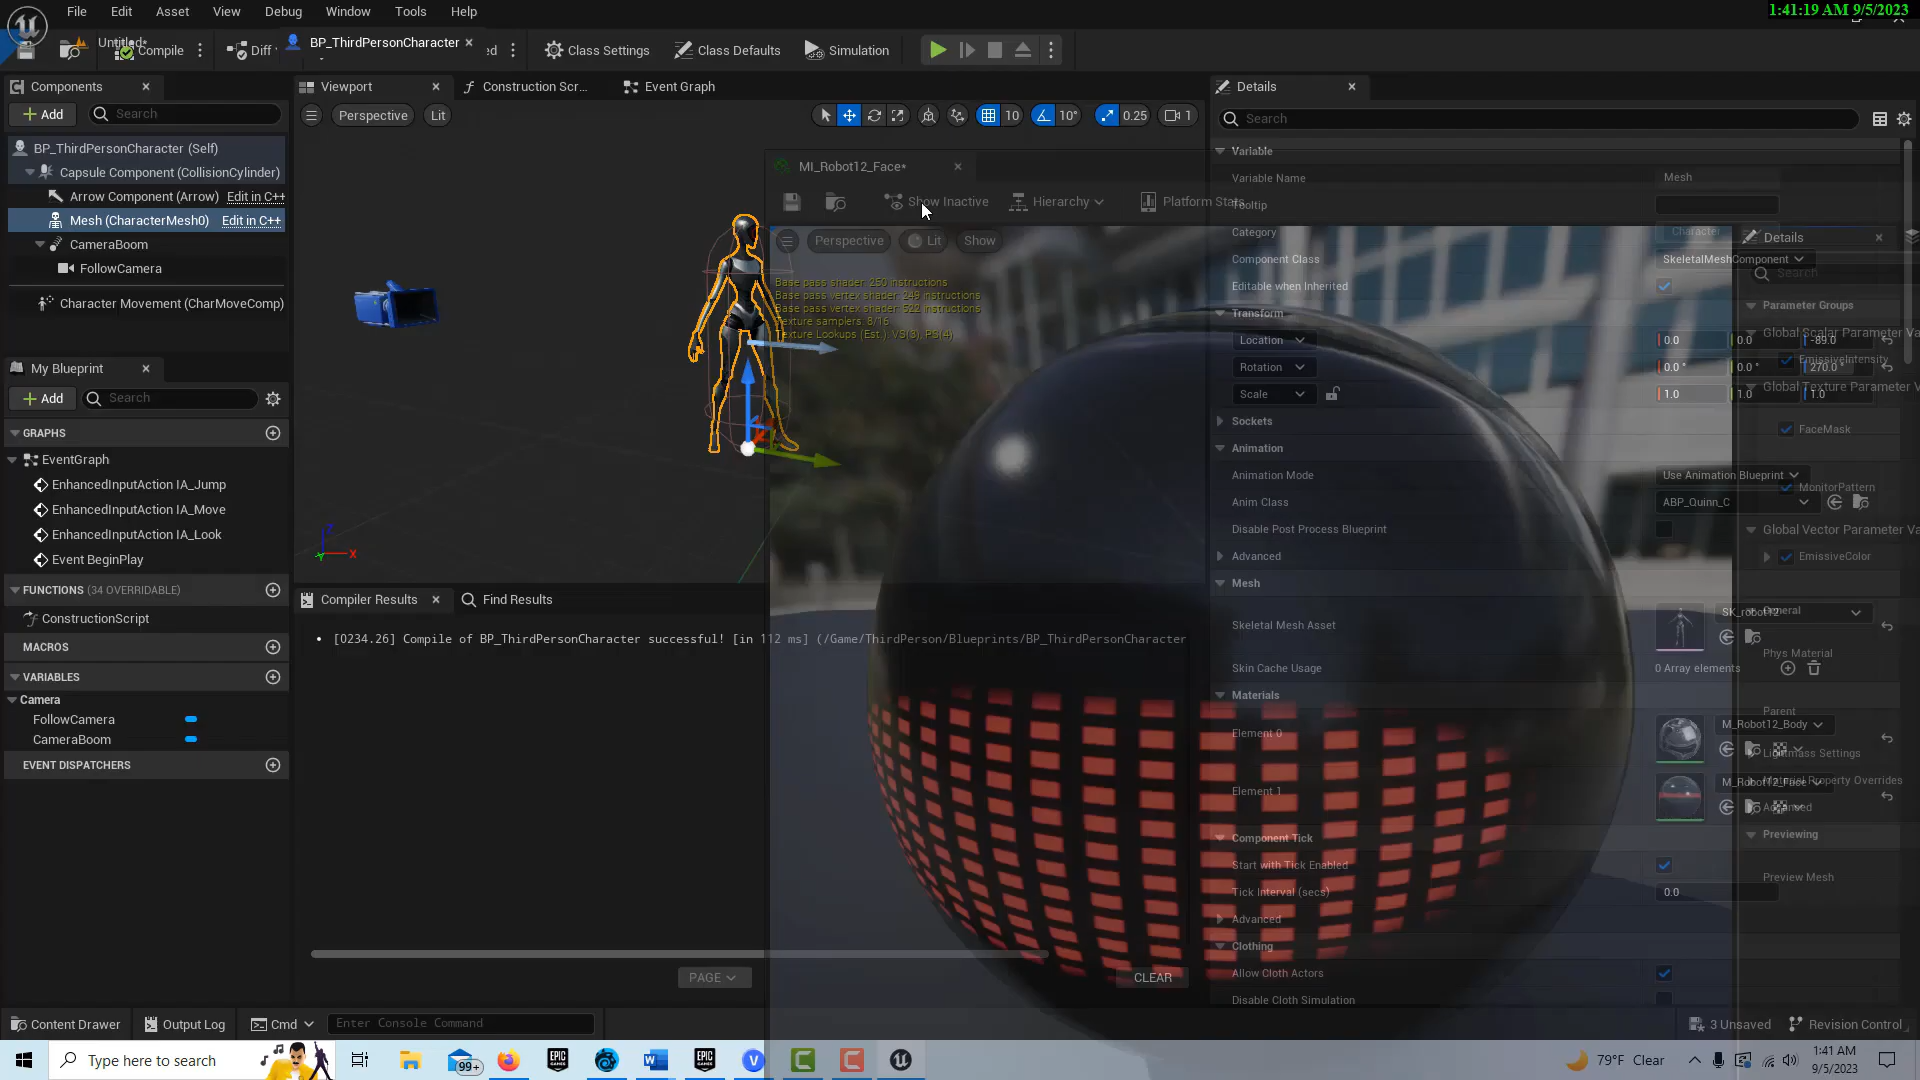 File Edit Asset View Debug Window Tools Help
1:41:19 AM 9/5/2023
Untitled*
BP_ThirdPersonCharacter
Compile
Diff
Class Settings
Class Defaults
Simulation
Components
Add
Search
BP_ThirdPersonCharacter (Self)
Capsule Component (CollisionCylinder)
Arrow Component (Arrow) Edit in C++
Mesh (CharacterMesh0) Edit in C++
CameraBoom
FollowCamera
Character Movement (CharMoveComp)
My Blueprint
Add
Search
GRAPHS
EventGraph
EnhancedInputAction IA_Jump
EnhancedInputAction IA_Move
EnhancedInputAction IA_Look
Event BeginPlay
FUNCTIONS (34 OVERRIDABLE)
ConstructionScript
MACROS
VARIABLES
Camera
FollowCamera
CameraBoom
EVENT DISPATCHERS
Viewport
Construction Scr...
Event Graph
Perspective
Lit
10
10°
0.25
1
Z
X
Y
MI_Robot12_Face*
Show Inactive
Hierarchy
Platform Stats
Perspective
Lit
Show
Base pass shader: 250 instructions
Base pass vertex shader: 249 instructions
Base pass vertex shader: 522 instructions
Texture samplers: 8/16
Texture Lookups (Est.): VS(3), PS(4)
Compiler Results
Find Results
[0234.26] Compile of BP_ThirdPersonCharacter successful! [in 112 ms] (/Game/ThirdPerson/Blueprints/BP_ThirdPersonCharacter
PAGE
CLEAR
Details
Search
Variable
Variable Name Mesh
Tooltip
Category Character
Component Class SkeletalMeshComponent
Editable when Inherited
Transform
Location 0.0 0.0 -89.0
Rotation 0.0 ° 0.0 ° 270.0 °
Scale 1.0 1.0 1.0
Sockets
Animation
Animation Mode Use Animation Blueprint
Anim Class ABP_Quinn_C
Disable Post Process Blueprint
Advanced
Mesh
Skeletal Mesh Asset SK_robot12
Skin Cache Usage 0 Array elements
Materials
Element 0 M_Robot12_Body
Element 1 M_Robot12_Face
Component Tick
Start with Tick Enabled
Tick Interval (secs) 0.0
Advanced
Clothing
Allow Cloth Actors
Disable Cloth Simulation
Details
Search
Parameter Groups
Global Scalar Parameter Va
EmissiveIntensity
Global Texture Parameter V
FaceMask
MonitorPattern
Global Vector Parameter Va
EmissiveColor
General
Phys Material
Parent
Lightmass Settings
Material Property Overrides
Advanced
Previewing
Preview Mesh
Content Drawer
Output Log
Cmd
Enter Console Command
3 Unsaved
Revision Control
Type here to search
99+
EPIC GAMES
EPIC GAMES
79°F Clear
1:41 AM
9/5/2023